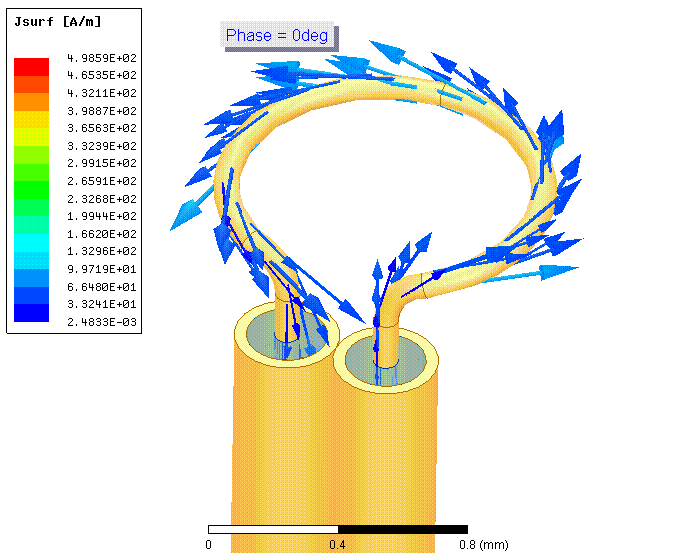 Jsurf [A/m]
4.9859E+02
4.6535E+02
4.3211E+02
3.9887E+02
3.6563E+02
3.3239E+02
2.9915E+02
2.6591E+02
2.3268E+02
1.9944E+02
1.6620E+02
1.3296E+02
9.9719E+01
6.6480E+01
3.3241E+01
2.4833E-03
Phase = 0deg
0 0.4 0.8 (mm)